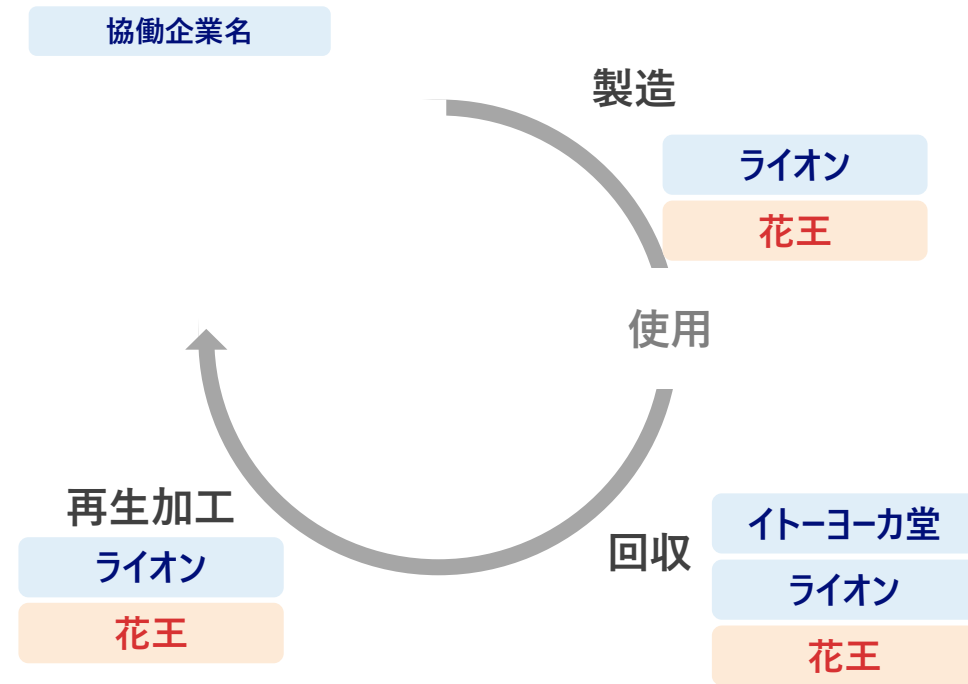 協働企業名
製造
ライオン
花王
使用
回収
イトーヨーカ堂
ライオン
花王
再生加工
ライオン
花王